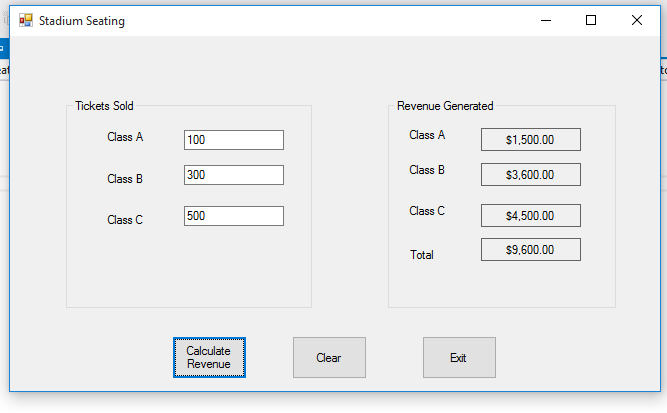 Stadium Seating
Tickets Sold
Class A
100
Class B
300
Class C
500
Revenue Generated
Class A
$1,500.00
Class B
$3,600.00
Class C
$4,500.00
Total
$9,600.00
Calculate
Revenue
Clear
Exit